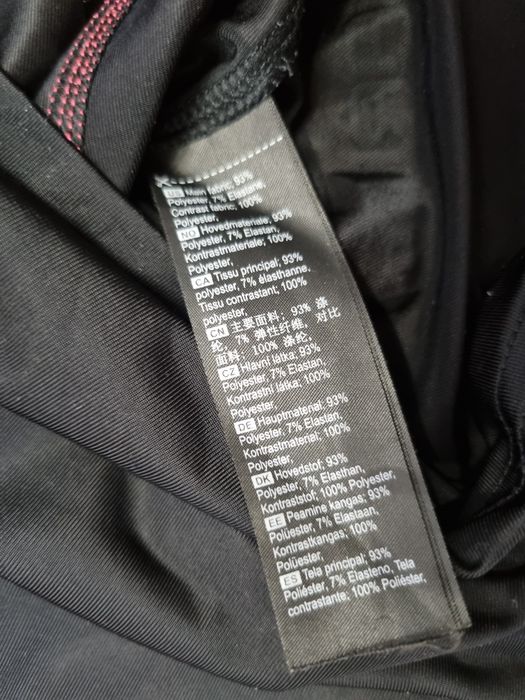 Main fabric; 93%
Polyester, 7% Elastane,
Contrast fabric; 100%
Polyester,
NO Hovedmateriale; 93%
Polyester, 7% Elastan,
Kontrastmateriale; 100%
Polyester,
CA Tissu principal; 93%
polyester, 7% élasthanne,
Tissu contrastant; 100%
polyester,
CN 主要面料; 93% 涤
纶, 7% 弹性纤维, 对比
面料; 100% 涤纶,
CZ Hlavní látka; 93%
Polyester, 7% Elastan,
Kontrastní látka; 100%
Polyester,
DE Hauptmaterial; 93%
Polyester, 7% Elastan,
Kontrastmaterial; 100%
Polyester,
DK Hovedstof; 93%
Polyester, 7% Elasthan,
Kontraststof; 100% Polyester,
EE Peamine kangas; 93%
Polüester, 7% Elastaan,
Kontrastkangas; 100%
Polüester,
ES Tela principal; 93%
Poliéster, 7% Elasteno, Tela
contrastante; 100% Poliéster,